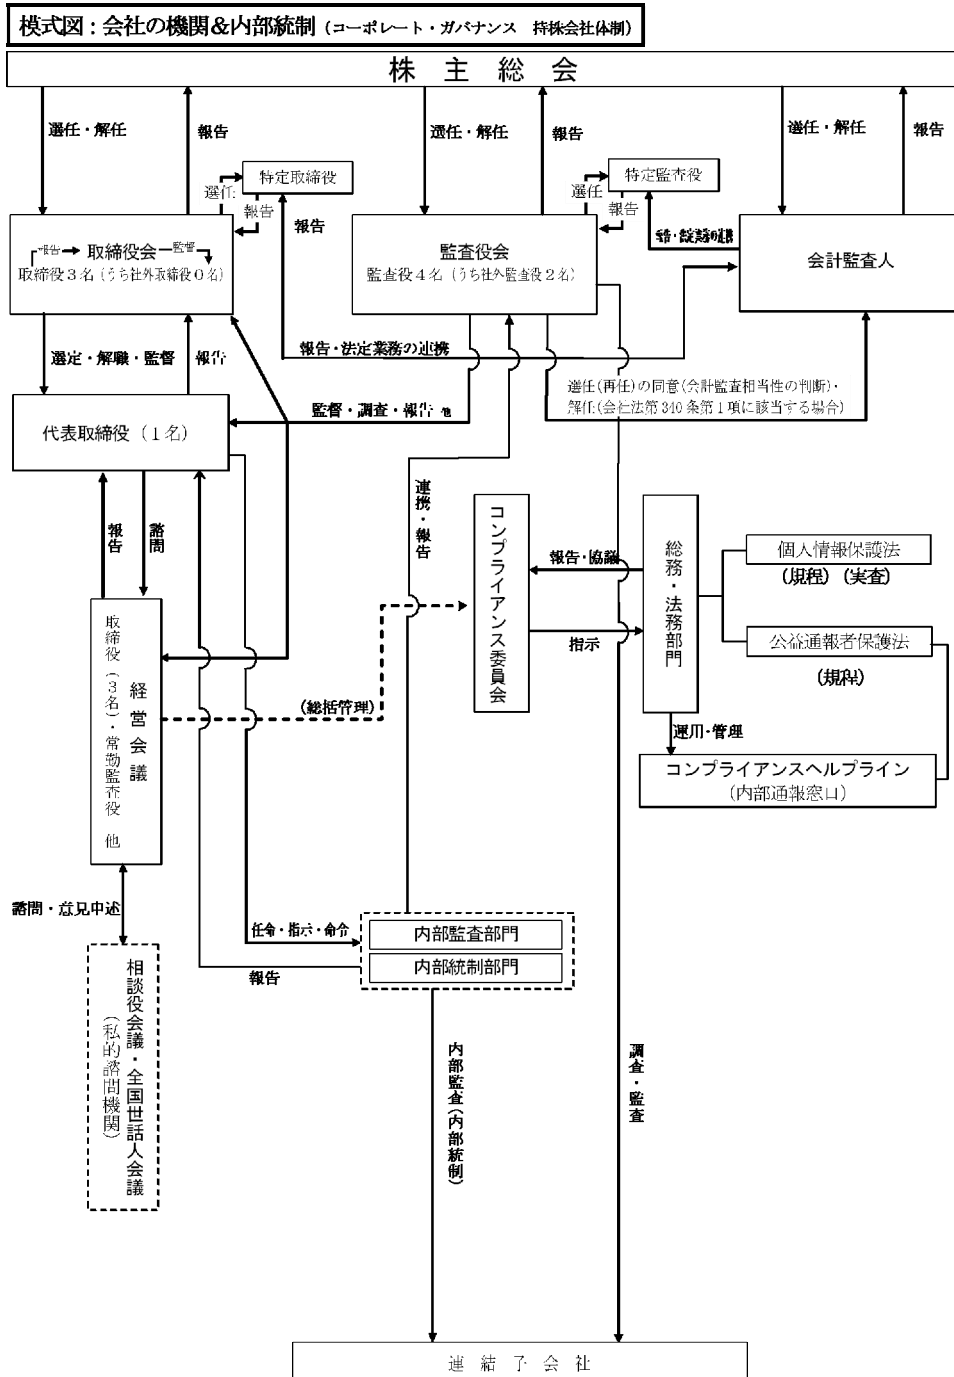 模式図：会社の機関＆内部統制（コーポレート・ガバナンス　持株会社体制）
株主総会
選任・解任
報告
選任・解任
報告
選任・解任
報告
特定取締役
選任
報告
報告
特定監査役
選任
報告
報告
取締役会
監督
取締役３名（うち社外取締役０名）
監査役会
監査役４名（うち社外監査役２名）
会計監査人
選定・解職・監督
報告
報告・法定業務の連携
選任(再任)の同意(会計監査相当性の判断)・
解任(会社法第340条第1項に該当する場合)
監督・調査・報告 他
代表取締役（１名）
報告
諮問
連携・報告
コンプライアンス委員会
報告・協議
指示
総務・法務部門
個人情報保護法
(規程)（実査）
公益通報者保護法
(規程)
運用・管理
コンプライアンスヘルプライン
（内部通報窓口）
経営会議
取締役（３名）・常勤監査役　他
(総括管理)
諮問・意見申述
相談役会議・全国世話人会議
（私的諮問機関）
任命・指示・命令
報告
内部監査部門
内部統制部門
内部監査(内部統制)
調査・監査
連結子会社